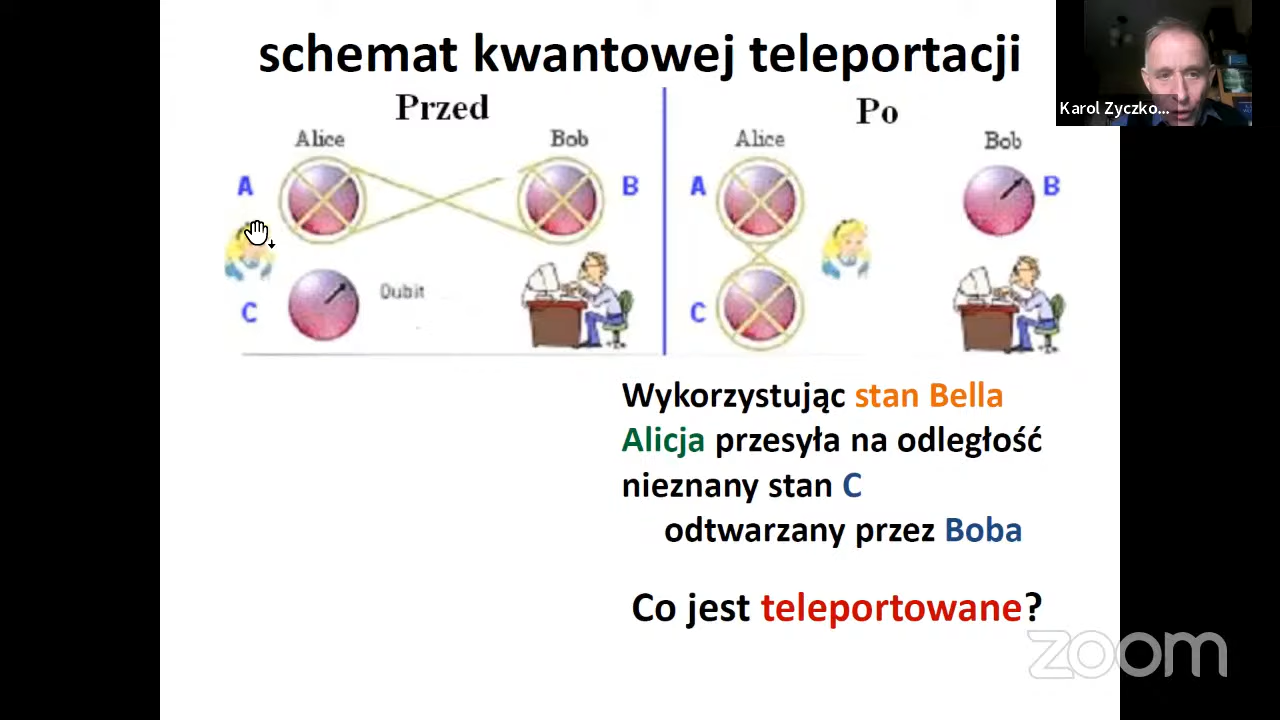 schemat kwantowej teleportacji
Karol Zyczko...
Przed
Po
Alice
Bob
Alice
Bob
A
B
A
B
C
Qubit
C
Wykorzystując stan Bella
Alicja przesyła na odległość
nieznany stan C
odtwarzany przez Boba
Co jest teleportowane?
zoom